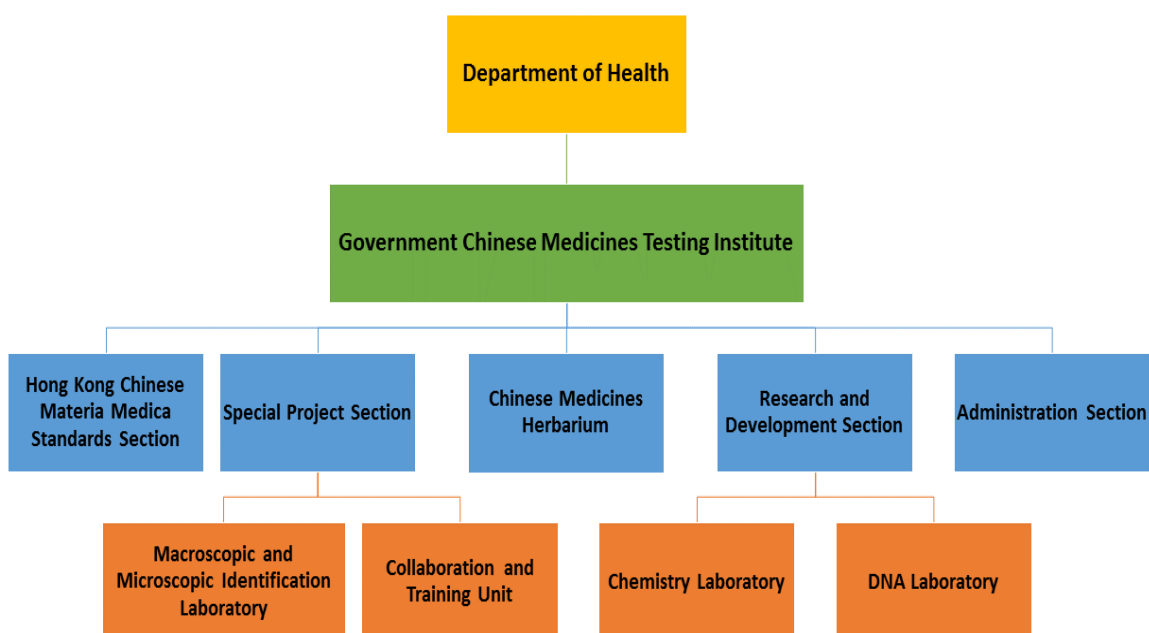 Department of Health
Government Chinese Medicines Testing Institute
Hong Kong Chinese
Materia Medica
Standards Section
Special Project Section
Chinese Medicines
Herbarium
Research and
Development Section
Administration Section
Macroscopic and
Microscopic Identification
Laboratory
Collaboration and
Training Unit
Chemistry Laboratory
DNA Laboratory